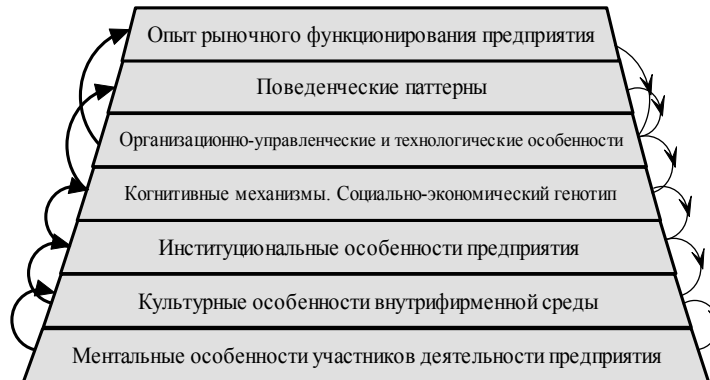 Опыт рыночного функционирования предприятия
Поведенческие паттерны
Организационно-управленческие и технологические особенности
Когнитивные механизмы. Социально-экономический генотип
Институциональные особенности предприятия
Культурные особенности внутрифирменной среды
Ментальные особенности участников деятельности предприятия